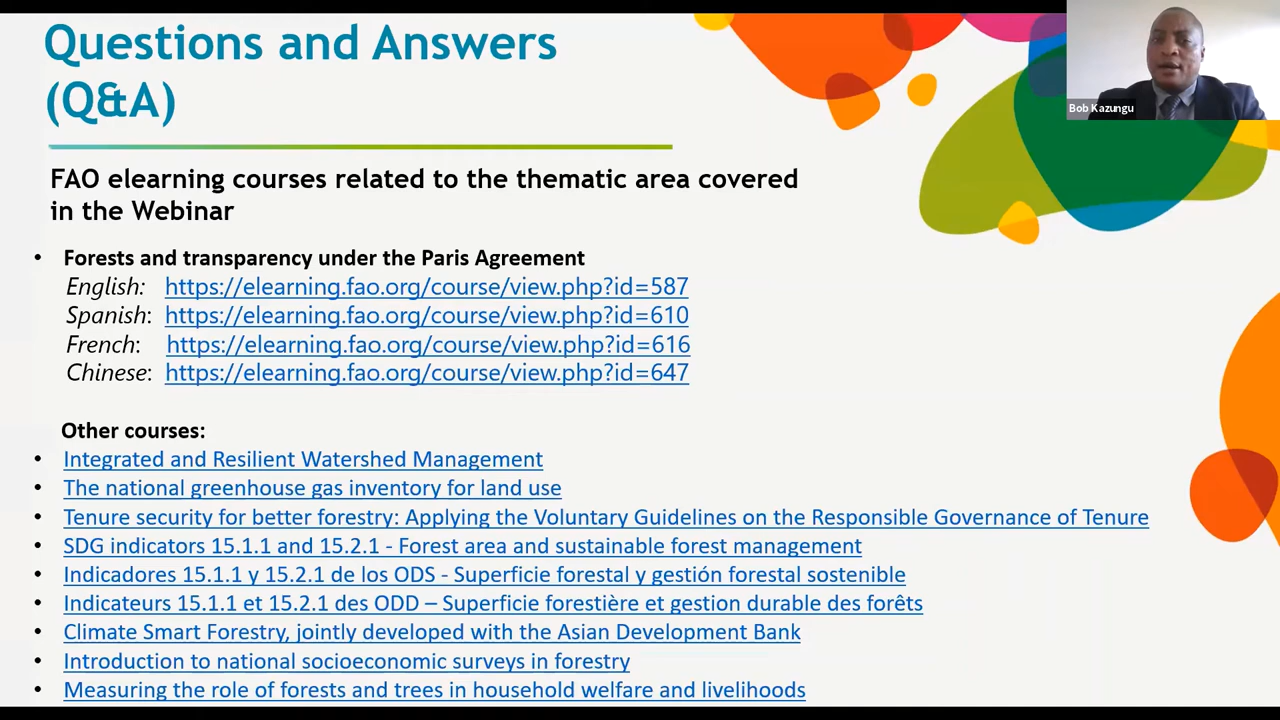 Questions and Answers
(Q&A)
Bob Kazungu
FAO elearning courses related to the thematic area covered
in the Webinar
• Forests and transparency under the Paris Agreement
English: https://elearning.fao.org/course/view.php?id=587
Spanish: https://elearning.fao.org/course/view.php?id=610
French: https://elearning.fao.org/course/view.php?id=616
Chinese: https://elearning.fao.org/course/view.php?id=647
Other courses:
• Integrated and Resilient Watershed Management
• The national greenhouse gas inventory for land use
• Tenure security for better forestry: Applying the Voluntary Guidelines on the Responsible Governance of Tenure
• SDG indicators 15.1.1 and 15.2.1 - Forest area and sustainable forest management
• Indicadores 15.1.1 y 15.2.1 de los ODS - Superficie forestal y gestión forestal sostenible
• Indicateurs 15.1.1 et 15.2.1 des ODD – Superficie forestière et gestion durable des forêts
• Climate Smart Forestry, jointly developed with the Asian Development Bank
• Introduction to national socioeconomic surveys in forestry
• Measuring the role of forests and trees in household welfare and livelihoods